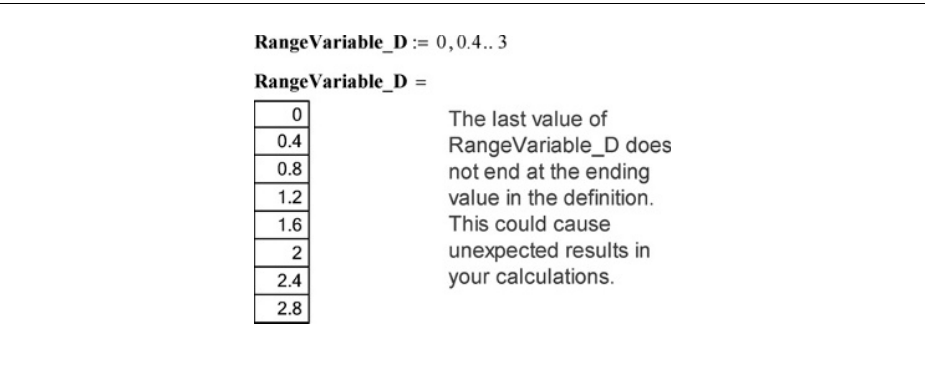 RangeVariable_D := 0,0.4.. 3
RangeVariable_D =
0
0.4
0.8
1.2
1.6
2
2.4
2.8
The last value of
RangeVariable_D does
not end at the ending
value in the definition.
This could cause
unexpected results in
your calculations.